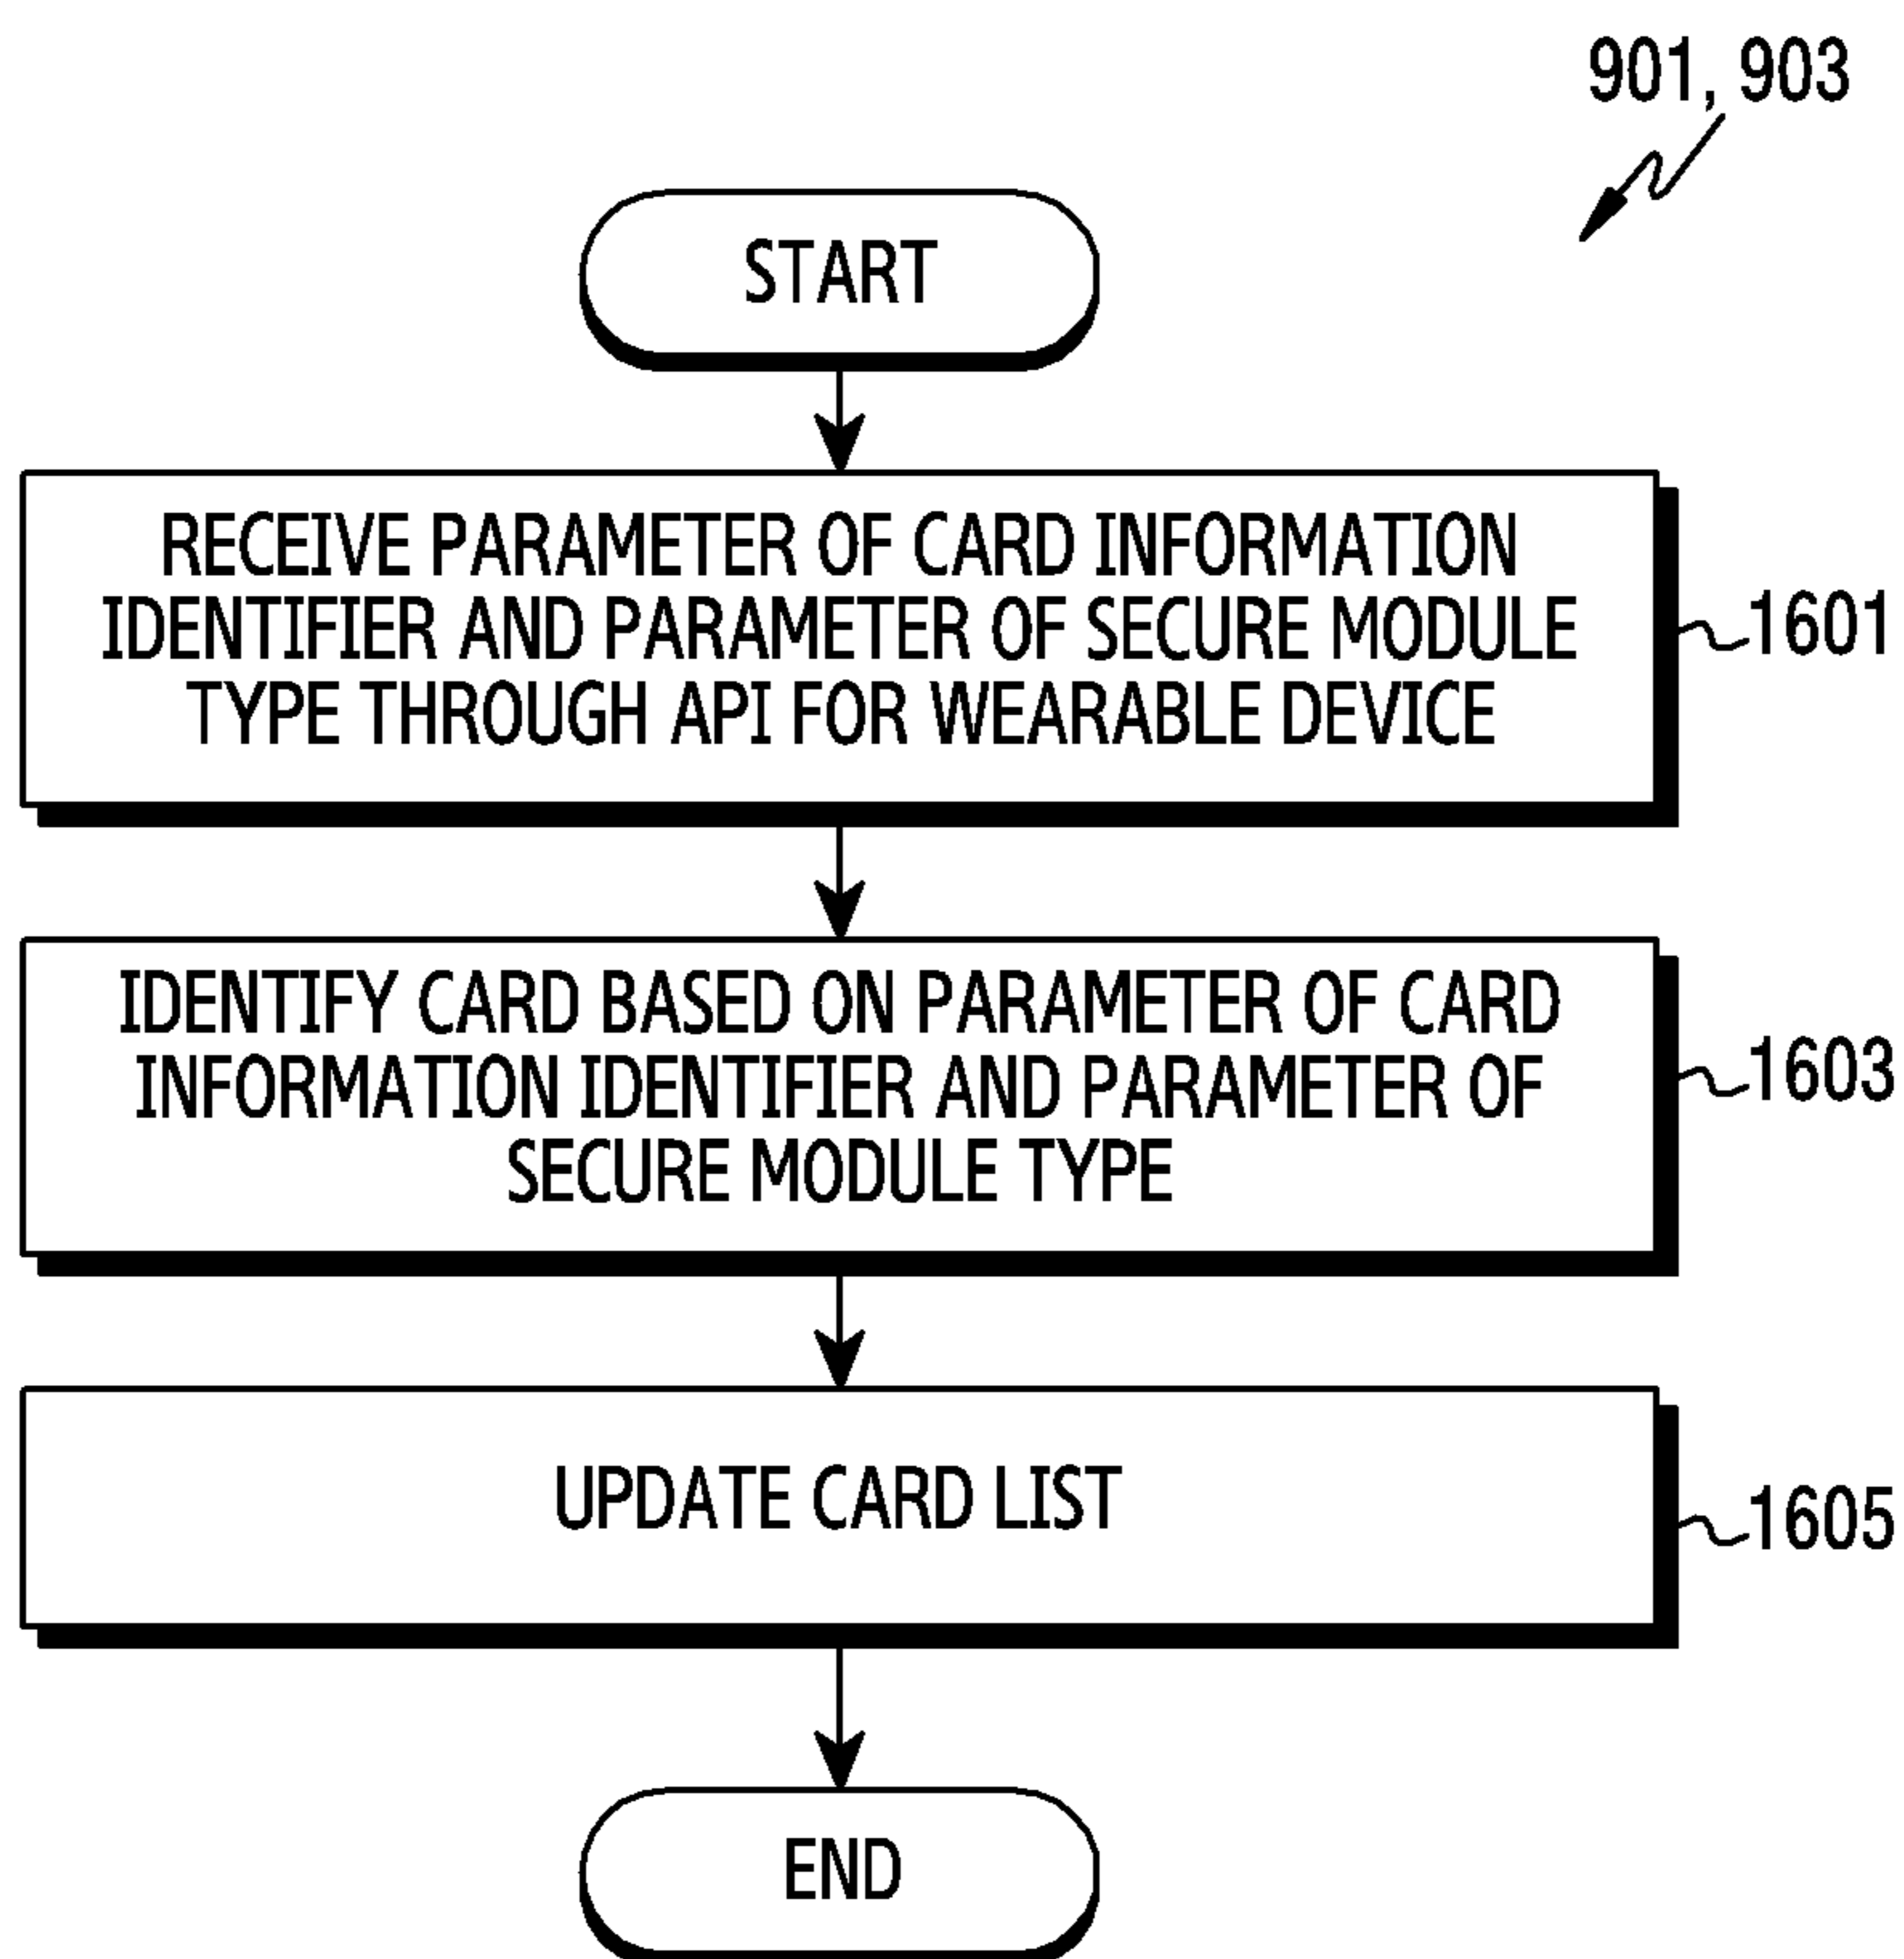 901, 903
START
RECEIVE PARAMETER OF CARD INFORMATION
IDENTIFIER AND PARAMETER OF SECURE MODULE
TYPE THROUGH API FOR WEARABLE DEVICE
1601
IDENTIFY CARD BASED ON PARAMETER OF CARD
INFORMATION IDENTIFIER AND PARAMETER OF
SECURE MODULE TYPE
1603
UPDATE CARD LIST
1605
END